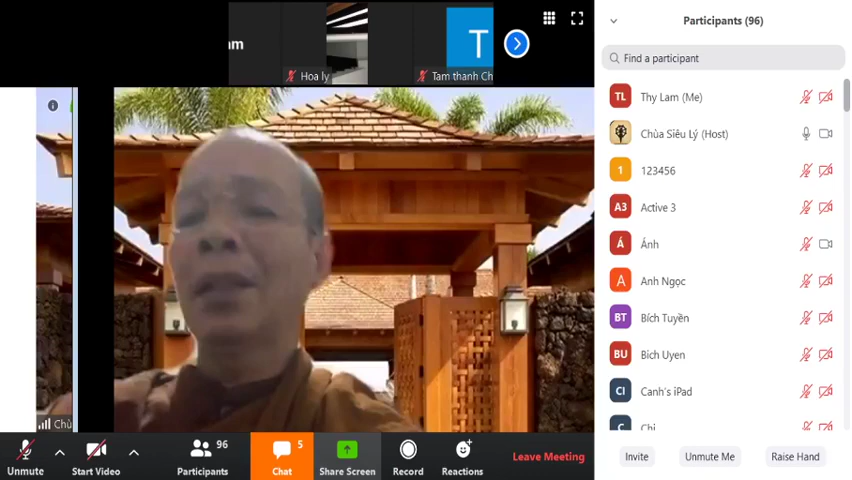 am
Hoa ly
T
Tam thanh Ch
Chù
Unmute
Start Video
96
Participants
5
Chat
Share Screen
Record
Reactions
Leave Meeting
Participants (96)
Find a participant
TL Thy Lam (Me)
Chùa Siêu Lý (Host)
1 123456
A3 Active 3
Á Ánh
A Anh Ngọc
BT Bích Tuyền
BU Bich Uyen
CI Canh's iPad
C Chi
Invite
Unmute Me
Raise Hand